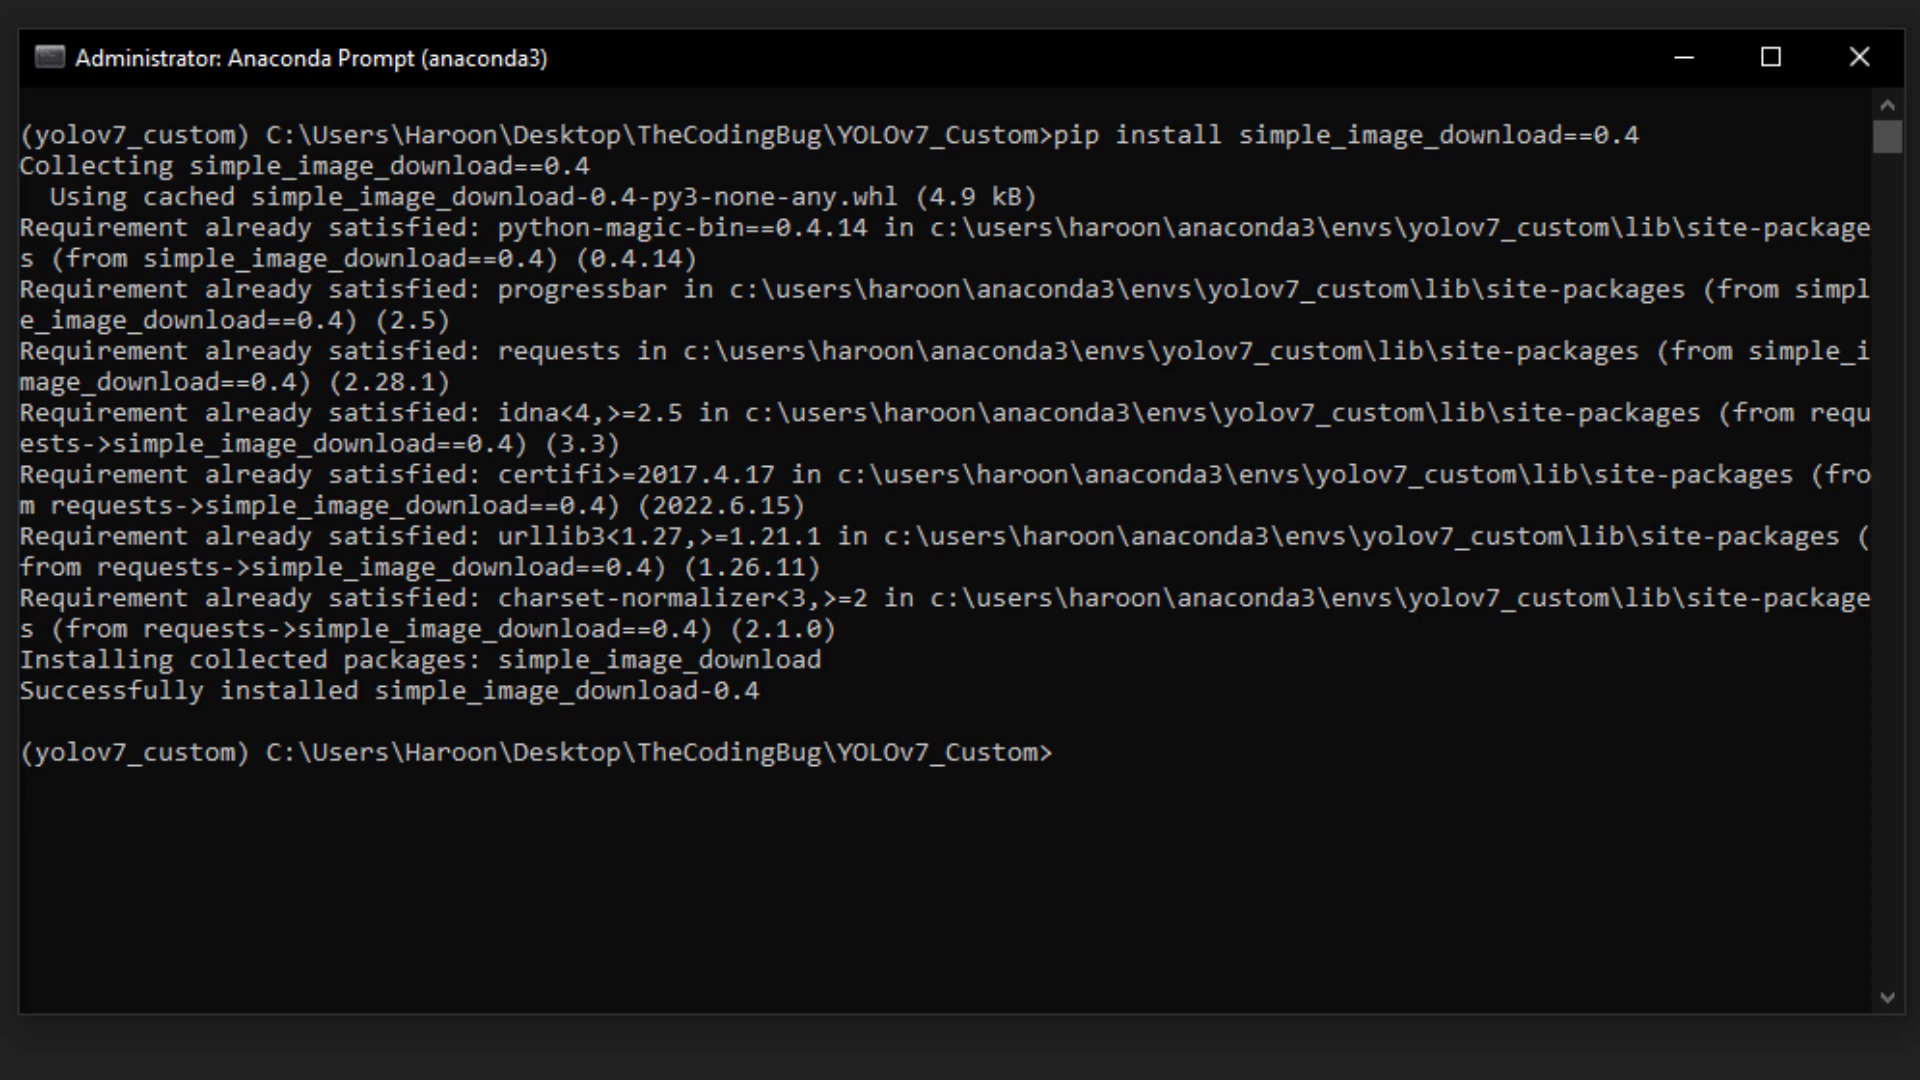 Administrator: Anaconda Prompt (anaconda3)
(yolov7_custom) C:\Users\Haroon\Desktop\TheCodingBug\YOLOv7_Custom>pip install simple_image_download==0.4
Collecting simple_image_download==0.4
  Using cached simple_image_download-0.4-py3-none-any.whl (4.9 kB)
Requirement already satisfied: python-magic-bin==0.4.14 in c:\users\haroon\anaconda3\envs\yolov7_custom\lib\site-package
s (from simple_image_download==0.4) (0.4.14)
Requirement already satisfied: progressbar in c:\users\haroon\anaconda3\envs\yolov7_custom\lib\site-packages (from simpl
e_image_download==0.4) (2.5)
Requirement already satisfied: requests in c:\users\haroon\anaconda3\envs\yolov7_custom\lib\site-packages (from simple_i
mage_download==0.4) (2.28.1)
Requirement already satisfied: idna<4,>=2.5 in c:\users\haroon\anaconda3\envs\yolov7_custom\lib\site-packages (from requ
ests->simple_image_download==0.4) (3.3)
Requirement already satisfied: certifi>=2017.4.17 in c:\users\haroon\anaconda3\envs\yolov7_custom\lib\site-packages (fro
m requests->simple_image_download==0.4) (2022.6.15)
Requirement already satisfied: urllib3<1.27,>=1.21.1 in c:\users\haroon\anaconda3\envs\yolov7_custom\lib\site-packages (
from requests->simple_image_download==0.4) (1.26.11)
Requirement already satisfied: charset-normalizer<3,>=2 in c:\users\haroon\anaconda3\envs\yolov7_custom\lib\site-package
s (from requests->simple_image_download==0.4) (2.1.0)
Installing collected packages: simple_image_download
Successfully installed simple_image_download-0.4
(yolov7_custom) C:\Users\Haroon\Desktop\TheCodingBug\YOLOv7_Custom>